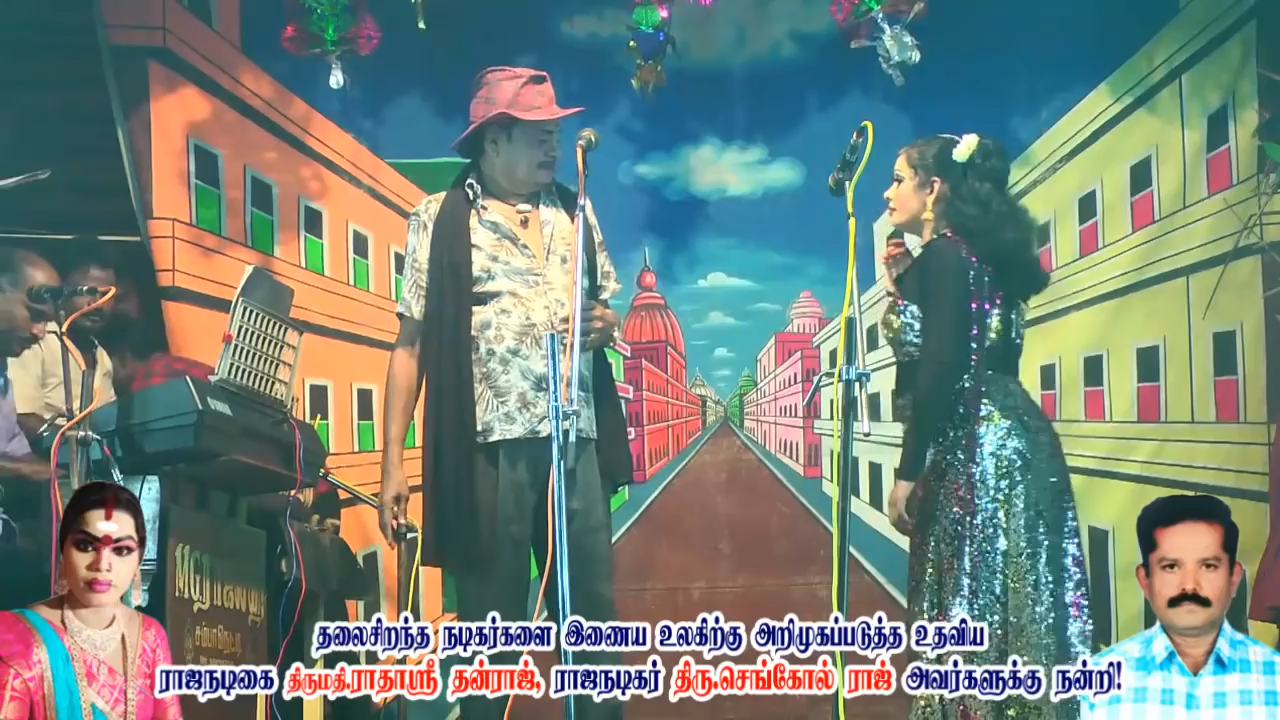 தலைசிறந்த நடிகர்களை இணைய உலகிற்கு அறிமுகப்படுத்த உதவிய
ராஜநடிகை திருமதி.ராதாஸ்ரீ தன்ராஜ், ராஜநடிகர் திரு.செங்கோல் ராஜ் அவர்களுக்கு நன்றி!